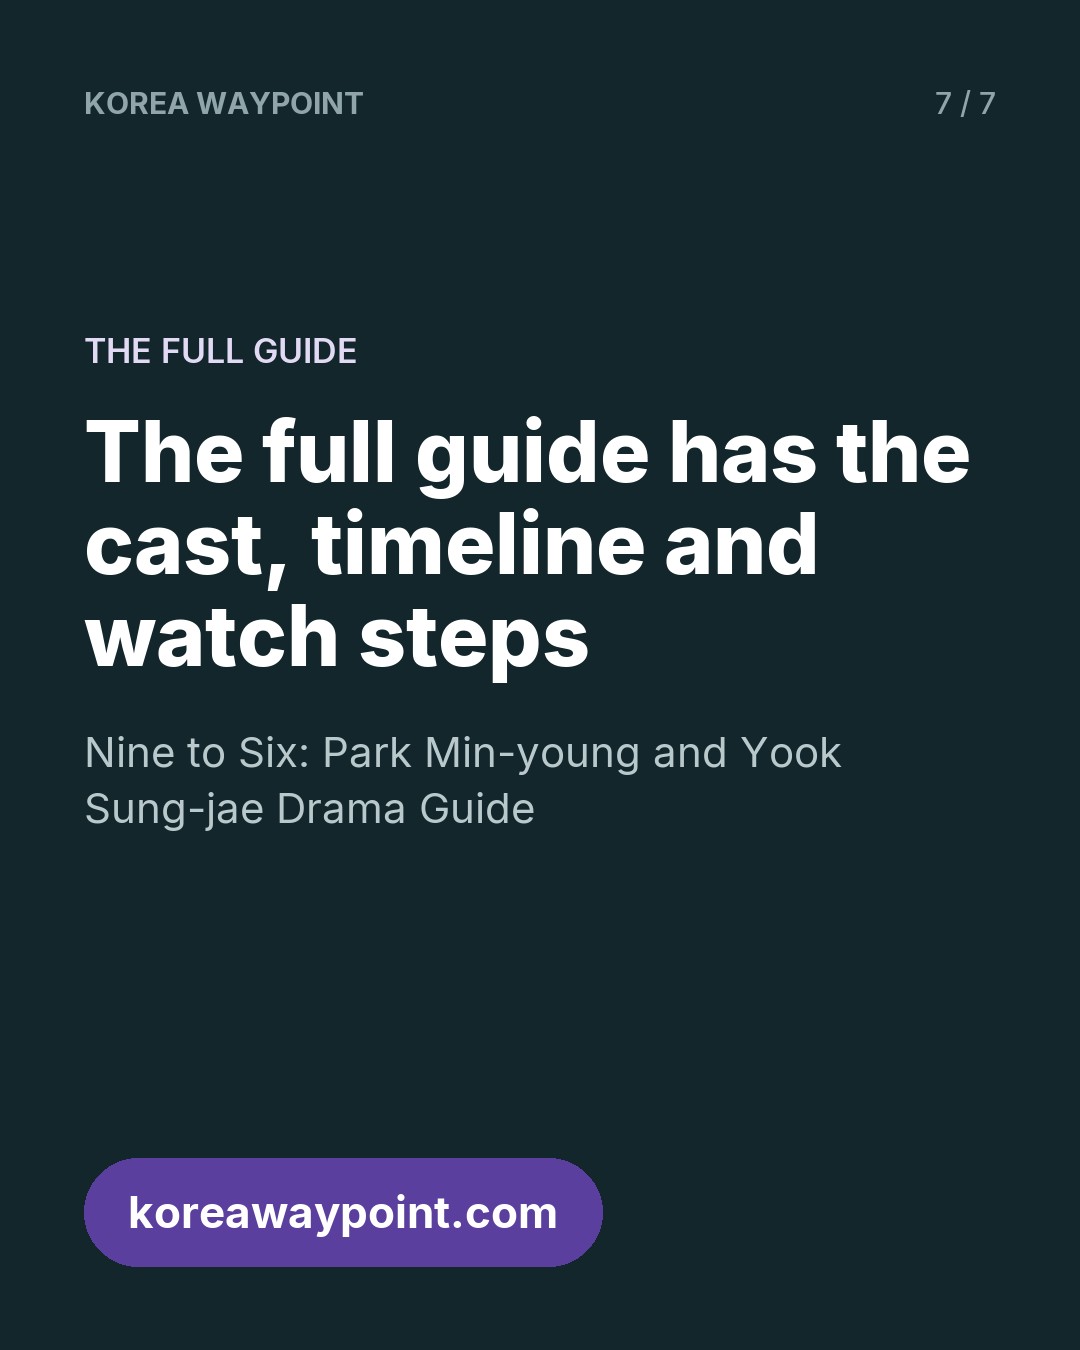 KOREA WAYPOINT
7 / 7
THE FULL GUIDE
The full guide has the
cast, timeline and
watch steps
Nine to Six: Park Min-young and Yook
Sung-jae Drama Guide
koreawaypoint.com